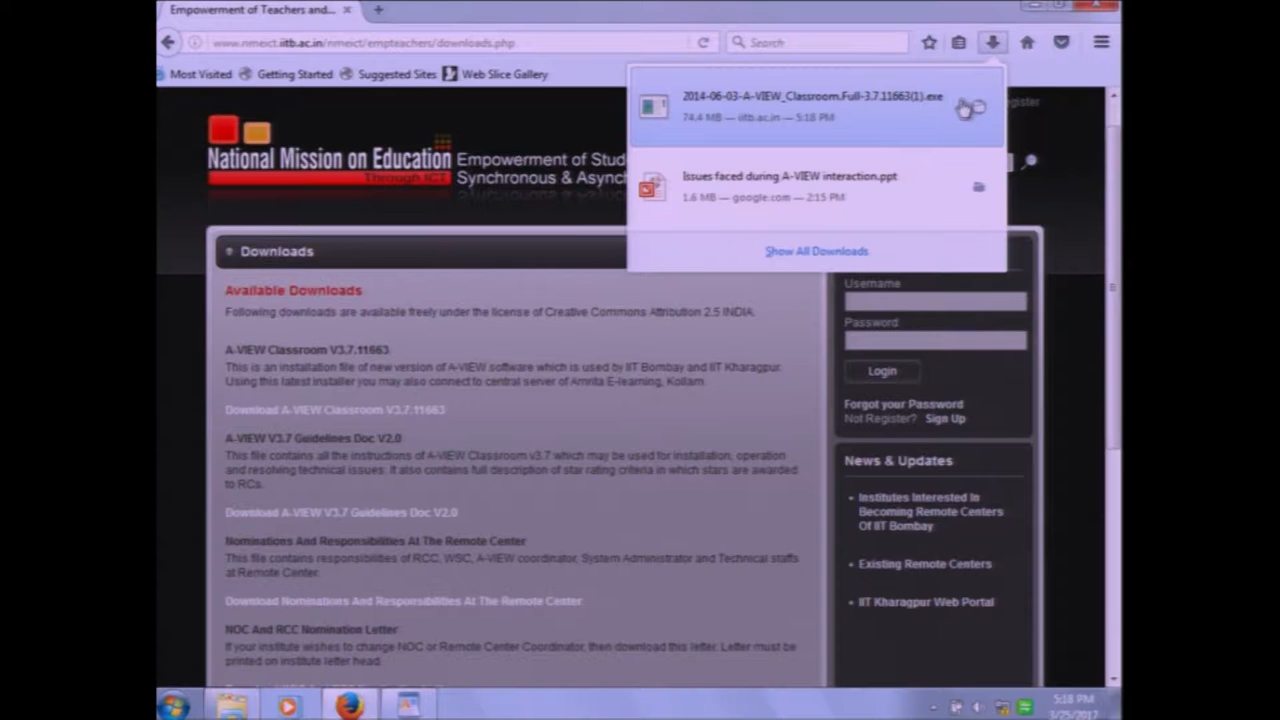 Empowerment of Teachers and...
www.nmeict.iitb.ac.in/nmeict/empteachers/downloads.php
Search
Most Visited
Getting Started
Suggested Sites
Web Slice Gallery
2014-06-03-A-VIEW_Classroom.Full-3.7.11663(1).exe
74.4 MB — iitb.ac.in — 5:18 PM
Issues faced during A-VIEW interaction.ppt
1.6 MB — google.com — 2:15 PM
Show All Downloads
National Mission on Education
Through ICT
Empowerment of Stud
Synchronous & Asynch
Downloads
Available Downloads
Following downloads are available freely under the license of Creative Commons Attribution 2.5 INDIA.
A-VIEW Classroom V3.7.11663
This is an installation file of new version of A-VIEW software which is used by IIT Bombay and IIT Kharagpur.
Using this latest installer you may also connect to central server of Amrita E-learning, Kollam.
Download A-VIEW Classroom V3.7.11663
A-VIEW V3.7 Guidelines Doc V2.0
This file contains all the instructions of A-VIEW Classroom v3.7 which may be used for installation, operation
and resolving technical issues. It also contains full description of star rating criteria in which stars are awarded
to RCs.
Download A-VIEW V3.7 Guidelines Doc V2.0
Nominations And Responsibilities At The Remote Center
This file contains responsibilities of RCC, WSC, A-VIEW coordinator, System Administrator and Technical staffs
at Remote Center.
Download Nominations And Responsibilities At The Remote Center
NOC And RCC Nomination Letter
If your institute wishes to change NOC or Remote Center Coordinator, then download this letter. Letter must be
printed on institute letter head.
Username
Password
Login
Forgot your Password
Not Register? Sign Up
News & Updates
Institutes Interested In
Becoming Remote Centers
Of IIT Bombay
Existing Remote Centers
IIT Kharagpur Web Portal
5:18 PM
3/25/2017